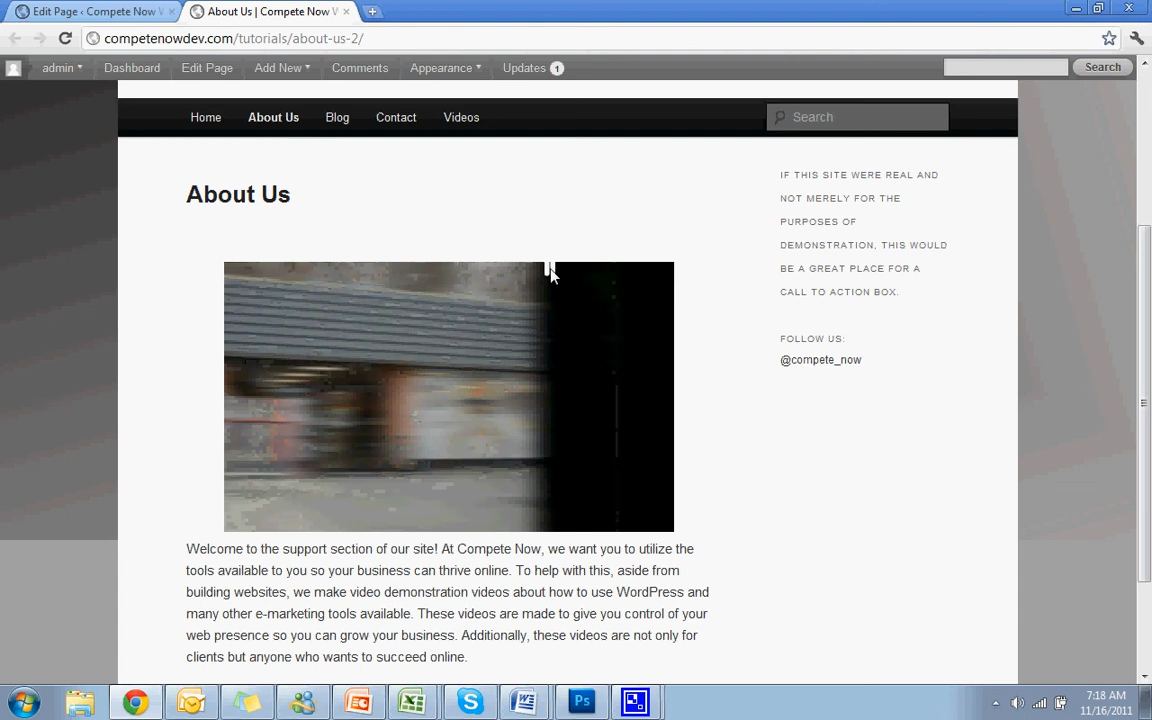 Edit Page ‹ Compete Now W
About Us | Compete Now W
competenowdev.com/tutorials/about-us-2/
admin
Dashboard
Edit Page
Add New
Comments
Appearance
Updates 1
Search
Home
About Us
Blog
Contact
Videos
Search
About Us
IF THIS SITE WERE REAL AND
NOT MERELY FOR THE
PURPOSES OF
DEMONSTRATION, THIS WOULD
BE A GREAT PLACE FOR A
CALL TO ACTION BOX.
FOLLOW US:
@compete_now
Welcome to the support section of our site! At Compete Now, we want you to utilize the
tools available to you so your business can thrive online. To help with this, aside from
building websites, we make video demonstration videos about how to use WordPress and
many other e-marketing tools available. These videos are made to give you control of your
web presence so you can grow your business. Additionally, these videos are not only for
clients but anyone who wants to succeed online.
Ps
7:18 AM
11/16/2011